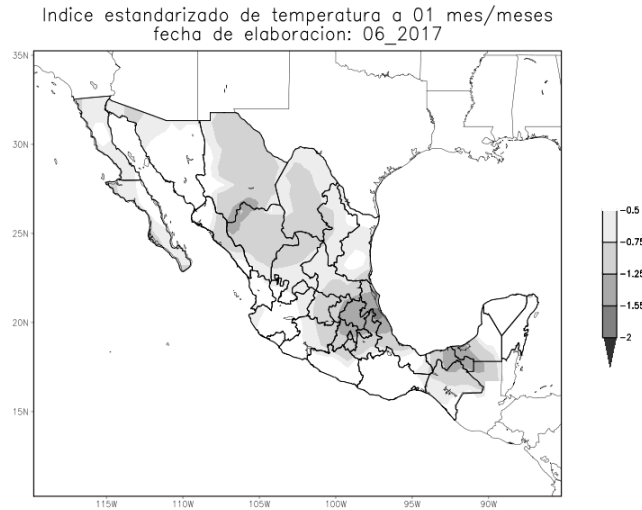 Indice estandarizado de temperatura a 01 mes/meses
fecha de elaboracion: 06_2017
35N
30N
25N
20N
15N
115W
110W
105W
100W
95W
90W
-0.5
-0.75
-1.25
-1.55
-2